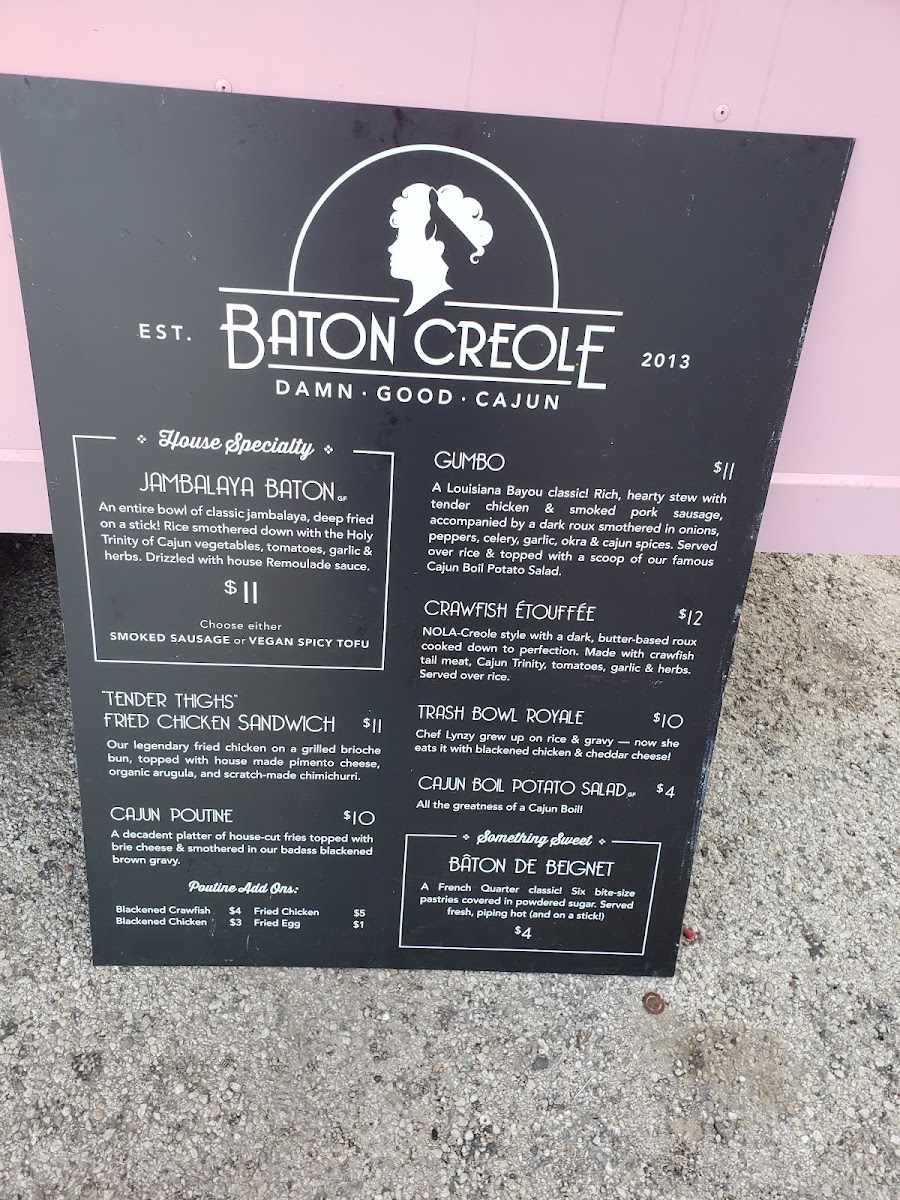 EST.
BATON CREOLE
2013
DAMN · GOOD · CAJUN
House Specialty
JAMBALAYA BATON GF
An entire bowl of classic jambalaya, deep fried
on a stick! Rice smothered down with the Holy
Trinity of Cajun vegetables, tomatoes, garlic &
herbs. Drizzled with house Remoulade sauce.
$11
Choose either
SMOKED SAUSAGE or VEGAN SPICY TOFU
"TENDER THIGHS"
FRIED CHICKEN SANDWICH $11
Our legendary fried chicken on a grilled brioche
bun, topped with house made pimento cheese,
organic arugula, and scratch-made chimichurri.
CAJUN POUTINE $10
A decadent platter of house-cut fries topped with
brie cheese & smothered in our badass blackened
brown gravy.
Poutine Add Ons:
Blackened Crawfish $4 Fried Chicken $5
Blackened Chicken $3 Fried Egg $1
GUMBO $11
A Louisiana Bayou classic! Rich, hearty stew with
tender chicken & smoked pork sausage,
accompanied by a dark roux smothered in onions,
peppers, celery, garlic, okra & cajun spices. Served
over rice & topped with a scoop of our famous
Cajun Boil Potato Salad.
CRAWFISH ÉTOUFFÉE $12
NOLA-Creole style with a dark, butter-based roux
cooked down to perfection. Made with crawfish
tail meat, Cajun Trinity, tomatoes, garlic & herbs.
Served over rice.
TRASH BOWL ROYALE $10
Chef Lynzy grew up on rice & gravy — now she
eats it with blackened chicken & cheddar cheese!
CAJUN BOIL POTATO SALAD GF $4
All the greatness of a Cajun Boil!
Something Sweet
BÂTON DE BEIGNET
A French Quarter classic! Six bite-size
pastries covered in powdered sugar. Served
fresh, piping hot (and on a stick!)
$4